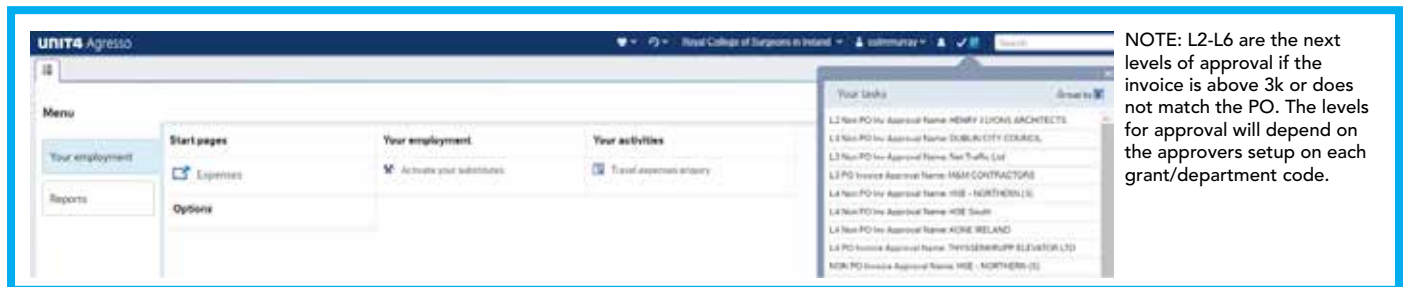 UNIT4 Agresso
Royal College of Surgeons in Ireland
Search
Menu
Your employment
Reports
Start pages
Expenses
Options
Your employment
Activate your substitutes
Your activities
Travel expenses enquiry
Your tasks
Group by
L2 Non PO Inv Approval Name: HENRY J LYONS ARCHITECTS
L3 Non PO Inv Approval Name: DUBLIN CITY COUNCIL
L3 Non PO Inv Approval Name: Net Traffic Ltd
L3 PO Invoice Approval Name: M&M CONTRACTORS
L4 Non PO Inv Approval Name: HSE - NORTHERN (S)
L4 Non PO Inv Approval Name: HSE South
L4 Non PO Inv Approval Name: KONE IRELAND
L4 PO Invoice Approval Name: THYSSENKRUPP ELEVATOR LTD
NON PO Invoice Approval Name: HSE - NORTHERN (S)
NOTE: L2-L6 are the next
levels of approval if the
invoice is above 3k or does
not match the PO. The levels
for approval will depend on
the approvers setup on each
grant/department code.